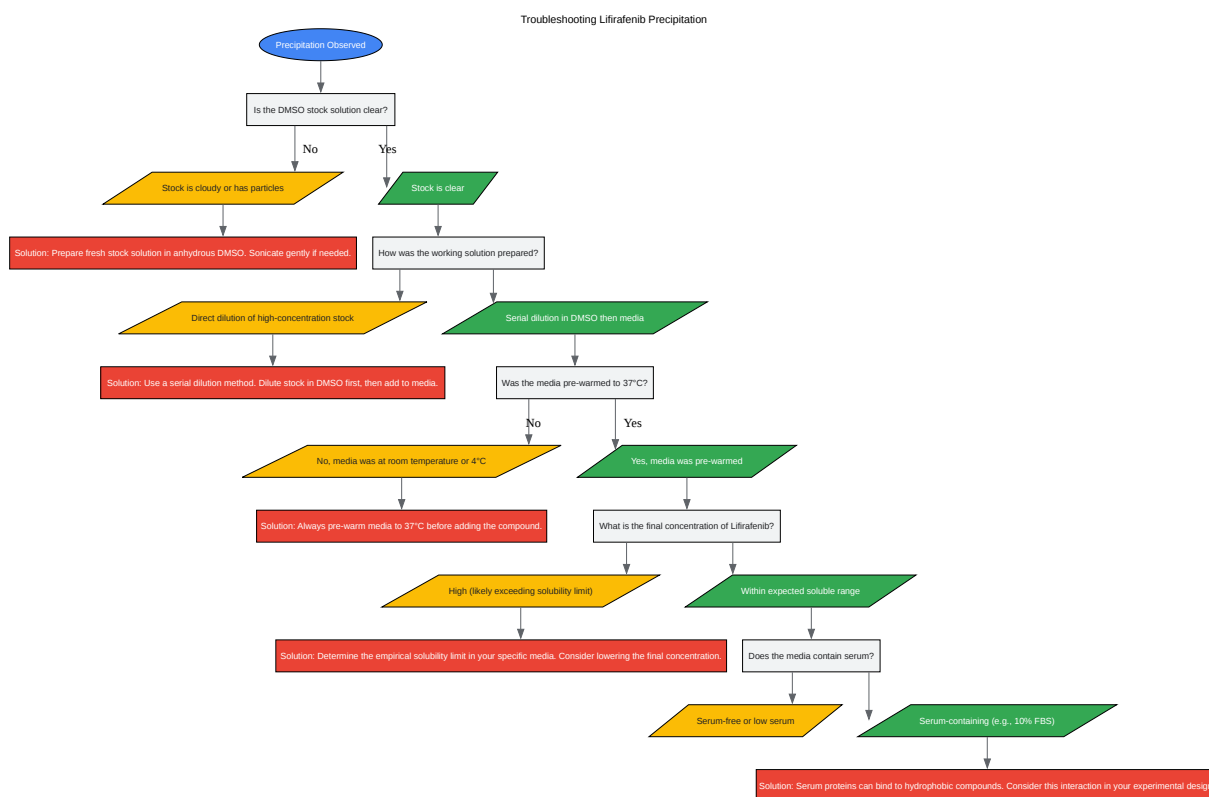 Troubleshooting Lifirafenib Precipitation
Precipitation Observed
Is the DMSO stock solution clear?
No
Yes
Stock is cloudy or has particles
Stock is clear
Solution: Prepare fresh stock solution in anhydrous DMSO. Sonicate gently if needed.
How was the working solution prepared?
Direct dilution of high-concentration stock
Serial dilution in DMSO then media
Solution: Use a serial dilution method. Dilute stock in DMSO first, then add to media.
Was the media pre-warmed to 37°C?
No
Yes
No, media was at room temperature or 4°C
Yes, media was pre-warmed
Solution: Always pre-warm media to 37°C before adding the compound.
What is the final concentration of Lifirafenib?
High (likely exceeding solubility limit)
Within expected soluble range
Solution: Determine the empirical solubility limit in your specific media. Consider lowering the final concentration.
Does the media contain serum?
Serum-free or low serum
Serum-containing (e.g., 10% FBS)
Solution: Serum proteins can bind to hydrophobic compounds. Consider this interaction in your experimental